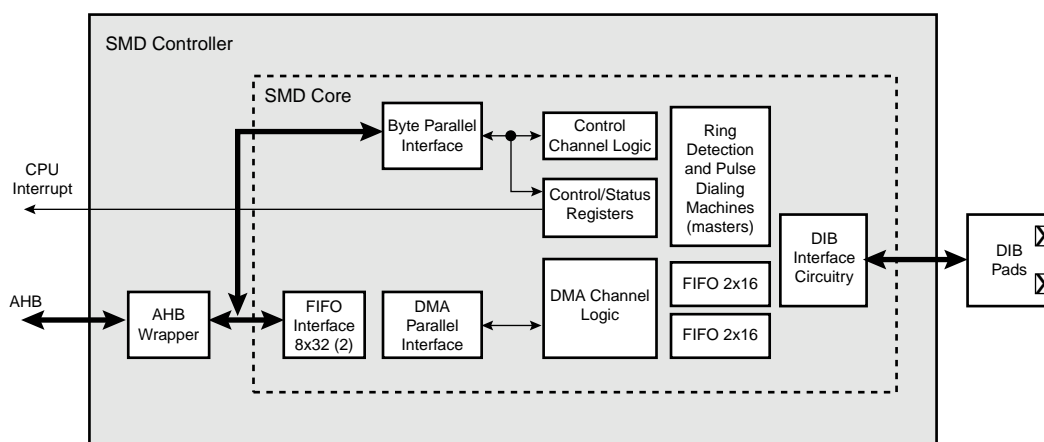 SMD Controller
SMD Core
Byte Parallel
Interface
Control
Channel Logic
Ring
Detection
and Pulse
Dialing
Machines
(masters)
CPU
Interrupt
Control/Status
Registers
DIB
Interface
Circuitry
DIB
Pads
AHB
AHB
Wrapper
FIFO
Interface
8x32 (2)
DMA
Parallel
Interface
DMA Channel
Logic
FIFO 2x16
FIFO 2x16